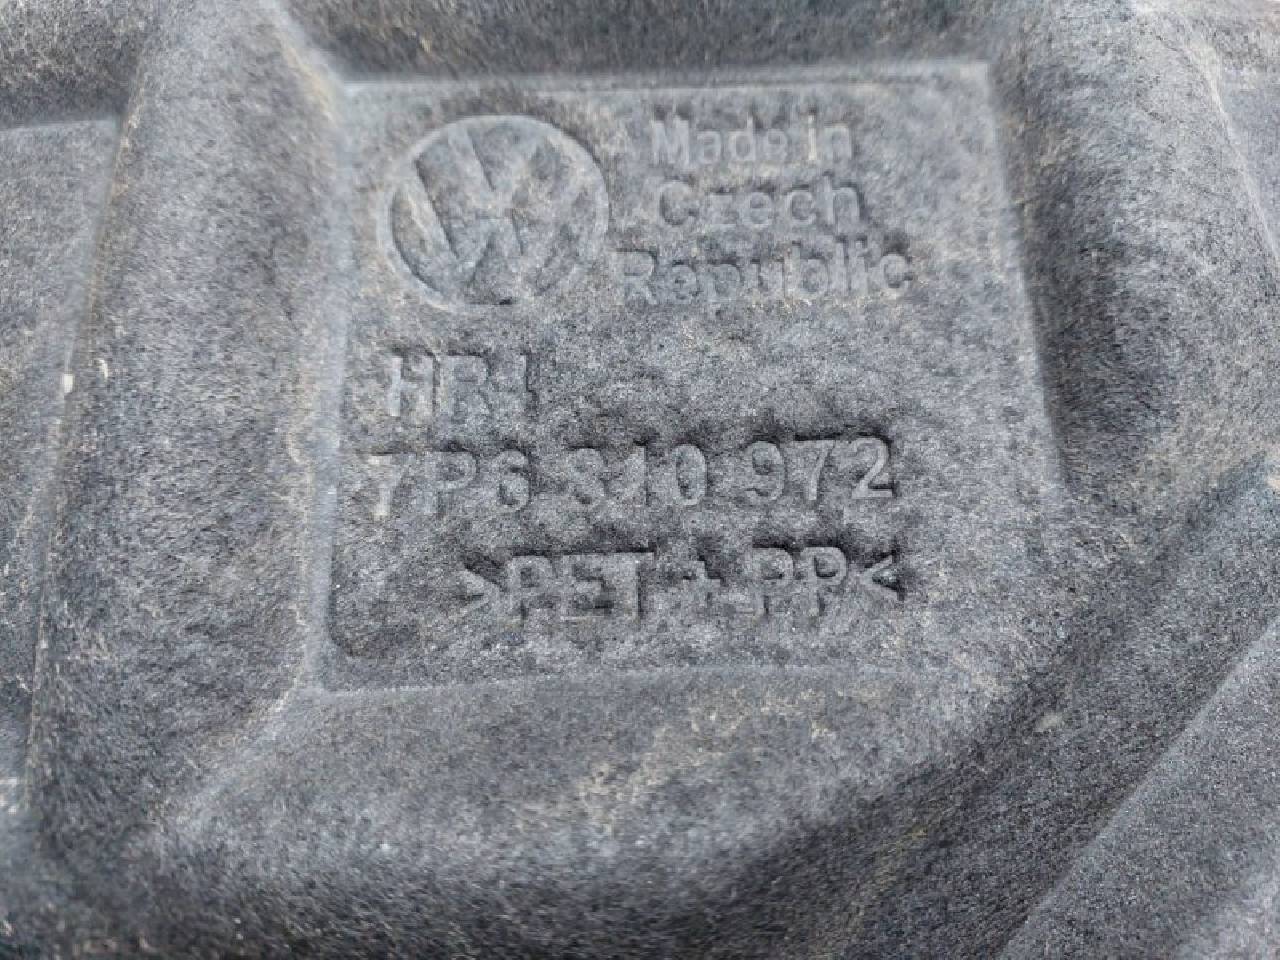 Made in
Czech
Republic
HR-I
7P6 810 972
>PET + PP<